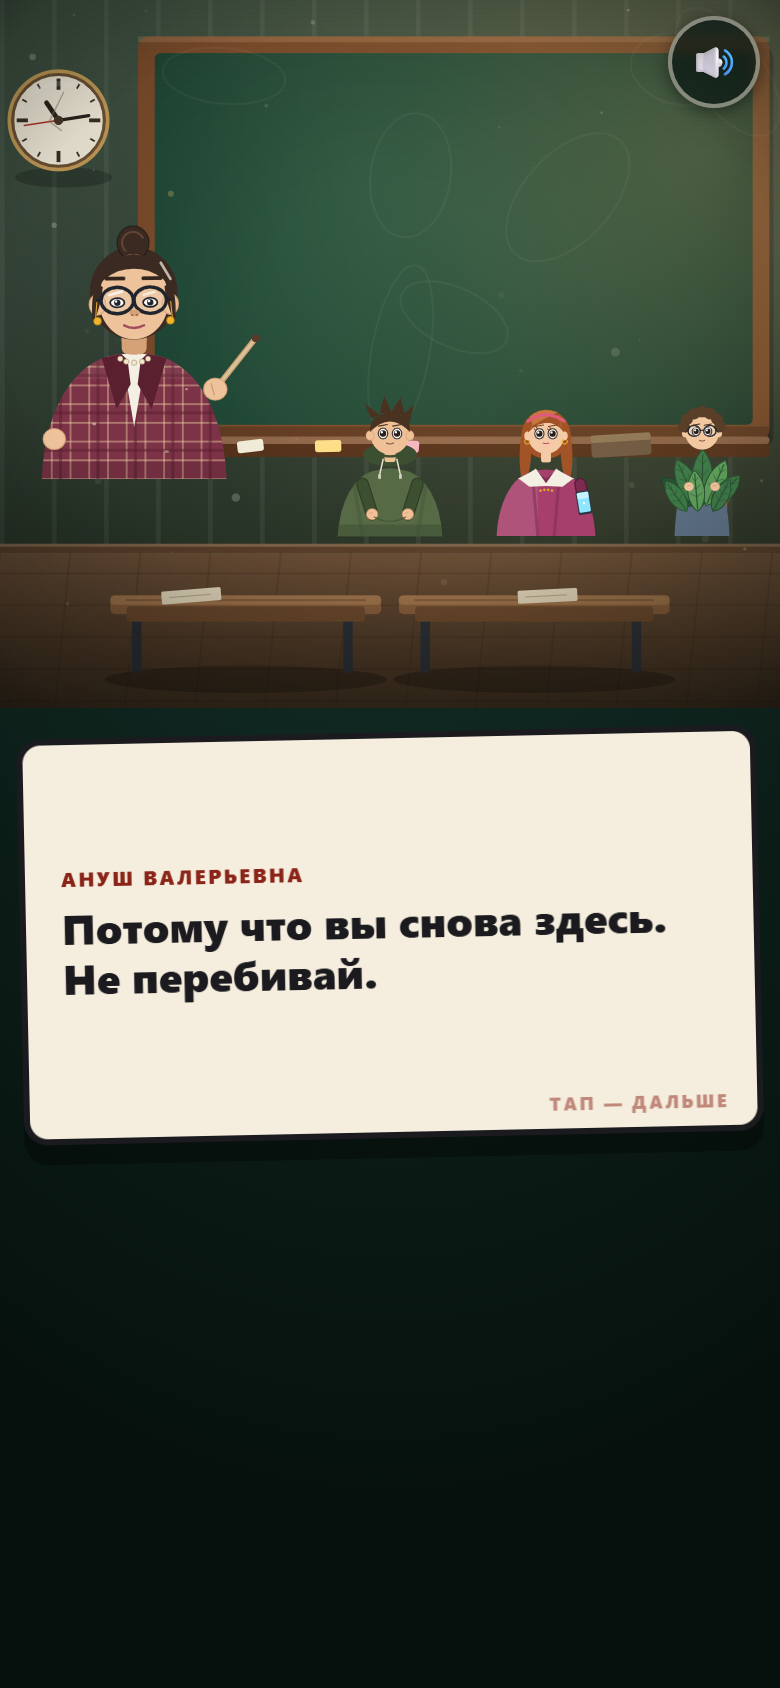 АНУШ ВАЛЕРЬЕВНА
Потому что вы снова здесь.
Не перебивай.
ТАП — ДАЛЬШЕ